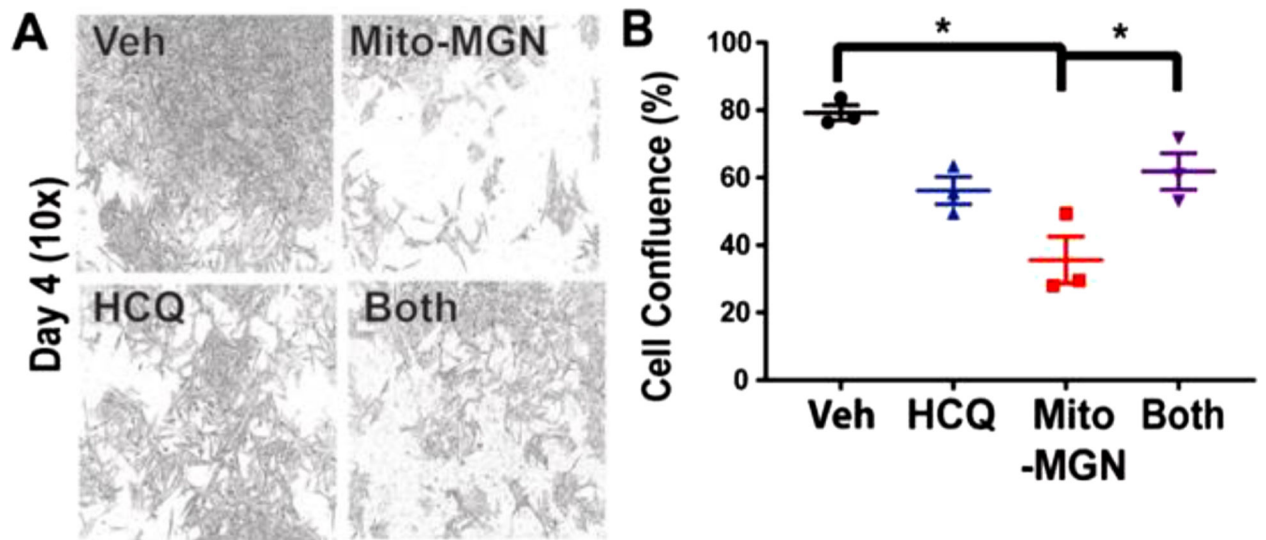 A
Veh
Mito-MGN
HCQ
Both
Day 4 (10x)
B
*
*
Cell Confluence (%)
100
80
60
40
20
0
Veh
HCQ
Mito
-MGN
Both